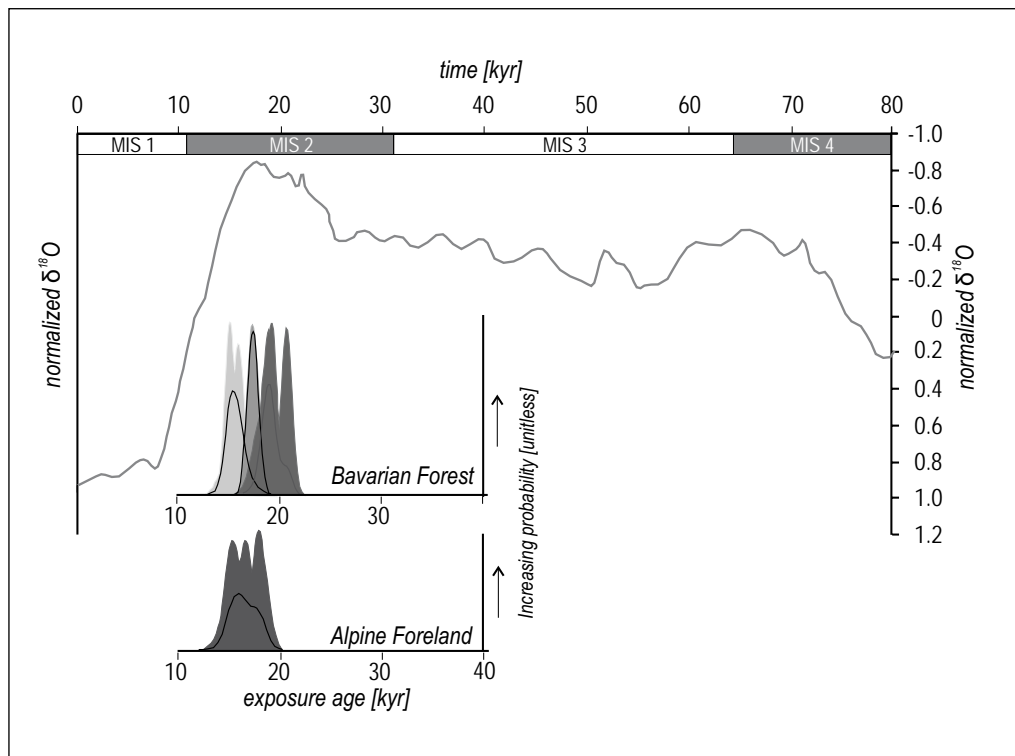 time [kyr]
0 10 20 30 40 50 60 70 80
MIS 1 MIS 2 MIS 3 MIS 4
-1.0
-0.8
-0.6
-0.4
-0.2
0
0.2
0.4
0.6
0.8
1.0
1.2
normalized δ¹⁸O
normalized δ¹⁸O
Bavarian Forest
10 20 30
Increasing probability [unitless]
Alpine Foreland
10 20 30 40
exposure age [kyr]